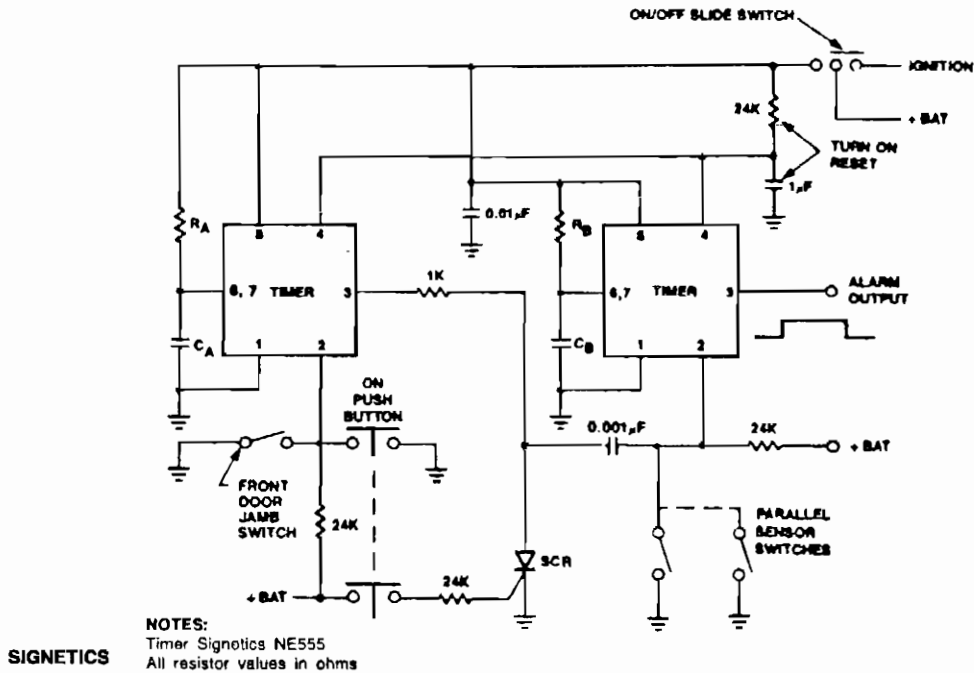 ON/OFF SLIDE SWITCH
IGNITION
+ BAT
24K
TURN ON
RESET
1µF
0.01µF
RA
RB
8
4
8
4
6, 7
TIMER
3
1K
6, 7
TIMER
3
ALARM
OUTPUT
CA
1
2
CB
1
2
ON
PUSH
BUTTON
0.001µF
24K
+ BAT
FRONT
DOOR
JAMB
SWITCH
24K
PARALLEL
SENSOR
SWITCHES
SCR
24K
+ BAT
NOTES:
Timer Signotics NE555
All resistor values in ohms
SIGNETICS